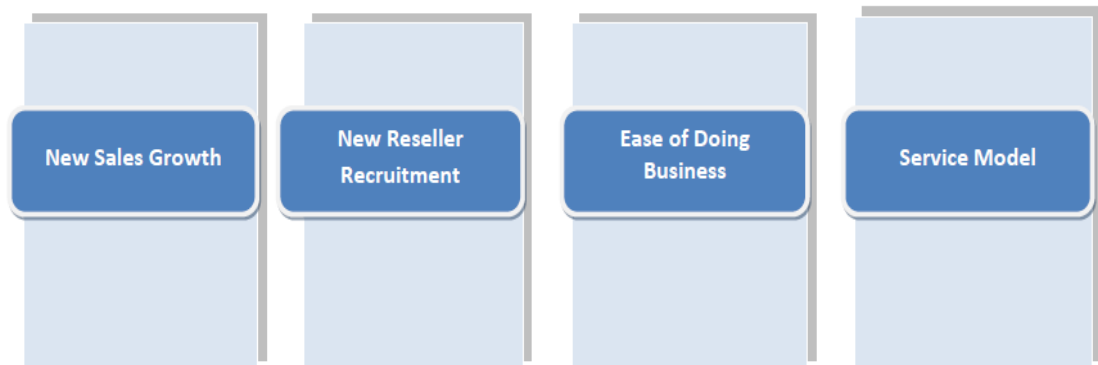 New Sales Growth
New Reseller
Recruitment
Ease of Doing
Business
Service Model